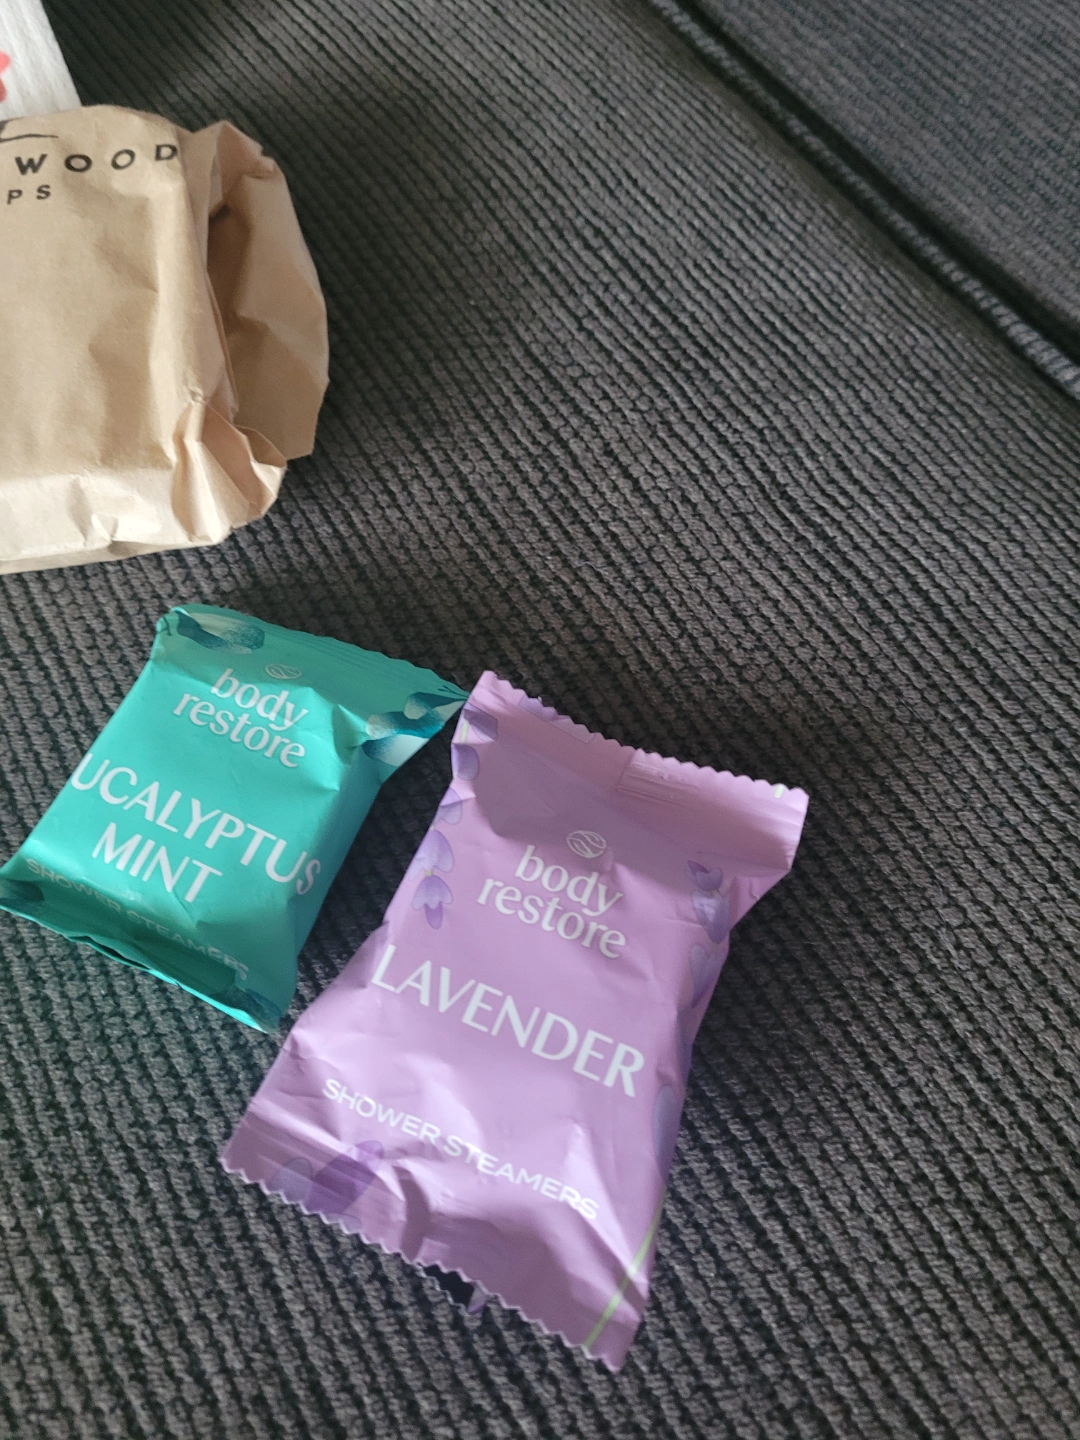 WOOD
PS
body
restore
UCALYPTUS
MINT
SHOWER STEAMERS
body
restore
LAVENDER
SHOWER STEAMERS